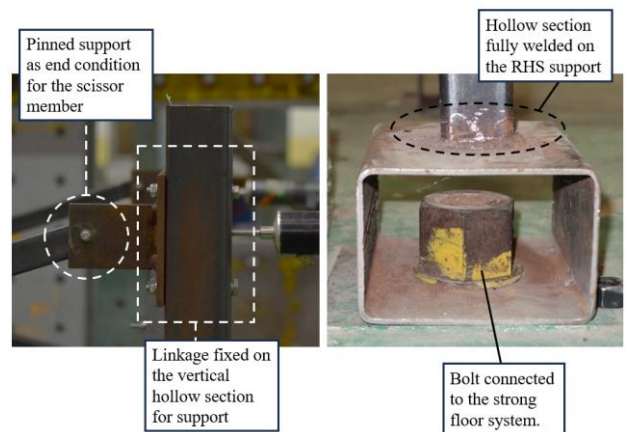 Pinned support
as end condition
for the scissor
member
Hollow section
fully welded on
the RHS support
Linkage fixed on
the vertical
hollow section
for support
Bolt connected
to the strong
floor system.